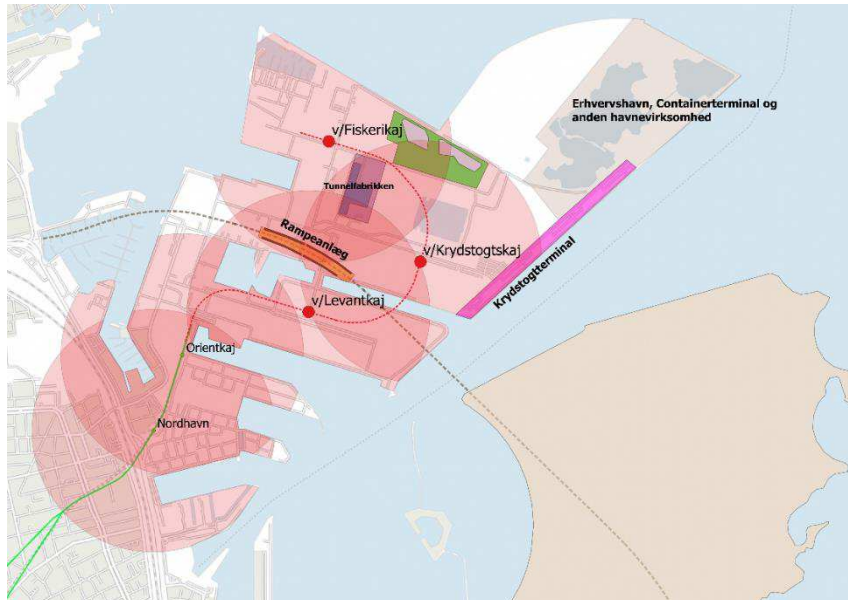 Erhvervshavn, Containerterminal og
anden havnevirksomhed
v/Fiskerikaj
Tunnelfabrikken
Rampeanlæg
v/Krydstogtskaj
Krydstogtterminal
v/Levantkaj
Orientkaj
Nordhavn